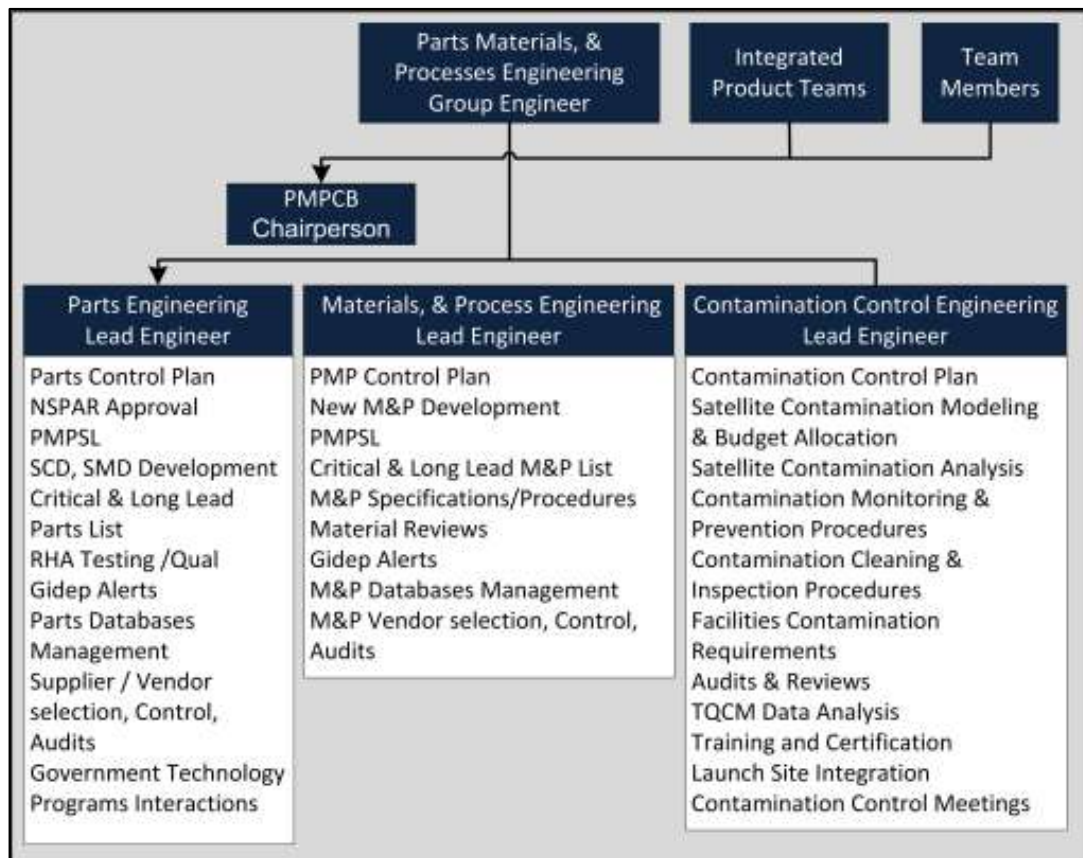 Parts Materials, &
Processes Engineering
Group Engineer
Integrated
Product Teams
Team
Members
PMPCB
Chairperson
Parts Engineering
Lead Engineer
Parts Control Plan
NSPAR Approval
PMPSL
SCD, SMD Development
Critical & Long Lead
Parts List
RHA Testing /Qual
Gidep Alerts
Parts Databases
Management
Supplier / Vendor
selection, Control,
Audits
Government Technology
Programs Interactions
Materials, & Process Engineering
Lead Engineer
PMP Control Plan
New M&P Development
PMPSL
Critical & Long Lead M&P List
M&P Specifications/Procedures
Material Reviews
Gidep Alerts
M&P Databases Management
M&P Vendor selection, Control,
Audits
Contamination Control Engineering
Lead Engineer
Contamination Control Plan
Satellite Contamination Modeling
& Budget Allocation
Satellite Contamination Analysis
Contamination Monitoring &
Prevention Procedures
Contamination Cleaning &
Inspection Procedures
Facilities Contamination
Requirements
Audits & Reviews
TQCM Data Analysis
Training and Certification
Launch Site Integration
Contamination Control Meetings